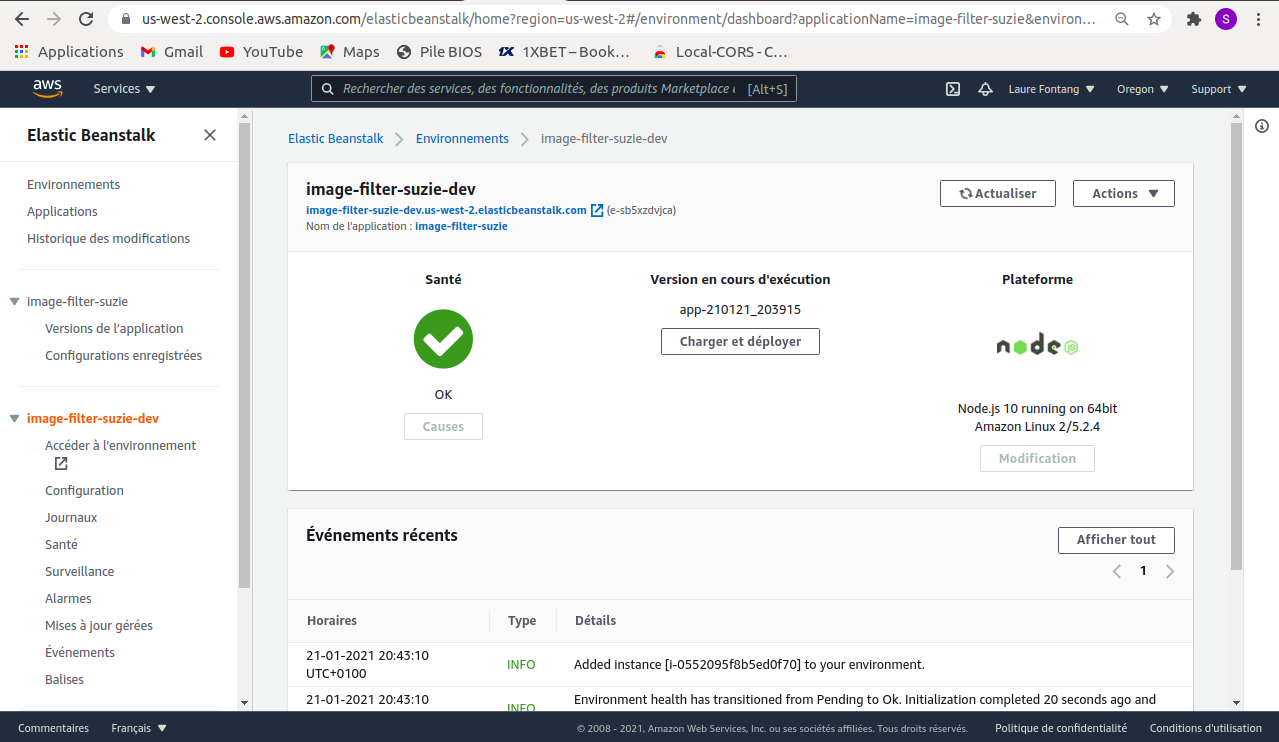 us-west-2.console.aws.amazon.com/elasticbeanstalk/home?region=us-west-2#/environment/dashboard?applicationName=image-filter-suzie&environ...
S
Applications
Gmail
YouTube
Maps
Pile BIOS
1XBET – Book...
Local-CORS - C...
aws
Services
Rechercher des services, des fonctionnalités, des produits Marketplace
[Alt+S]
Laure Fontang
Oregon
Support
Elastic Beanstalk
Environnements
Applications
Historique des modifications
image-filter-suzie
Versions de l’application
Configurations enregistrées
image-filter-suzie-dev
Accéder à l’environnement
Configuration
Journaux
Santé
Surveillance
Alarmes
Mises à jour gérées
Événements
Balises
Elastic Beanstalk
Environnements
image-filter-suzie-dev
image-filter-suzie-dev
image-filter-suzie-dev.us-west-2.elasticbeanstalk.com (e-sb5xzdvjca)
Nom de l'application : image-filter-suzie
Actualiser
Actions
Santé
OK
Causes
Version en cours d'exécution
app-210121_203915
Charger et déployer
Plateforme
node
JS
Node.js 10 running on 64bit
Amazon Linux 2/5.2.4
Modification
Événements récents
Afficher tout
1
Horaires
Type
Détails
21-01-2021 20:43:10
UTC+0100
INFO
Added instance [i-0552095f8b5ed0f70] to your environment.
21-01-2021 20:43:10
INFO
Environment health has transitioned from Pending to Ok. Initialization completed 20 seconds ago and
Commentaires
Français
© 2008 - 2021, Amazon Web Services, Inc. ou ses sociétés affiliées. Tous droits réservés.
Politique de confidentialité
Conditions d'utilisation